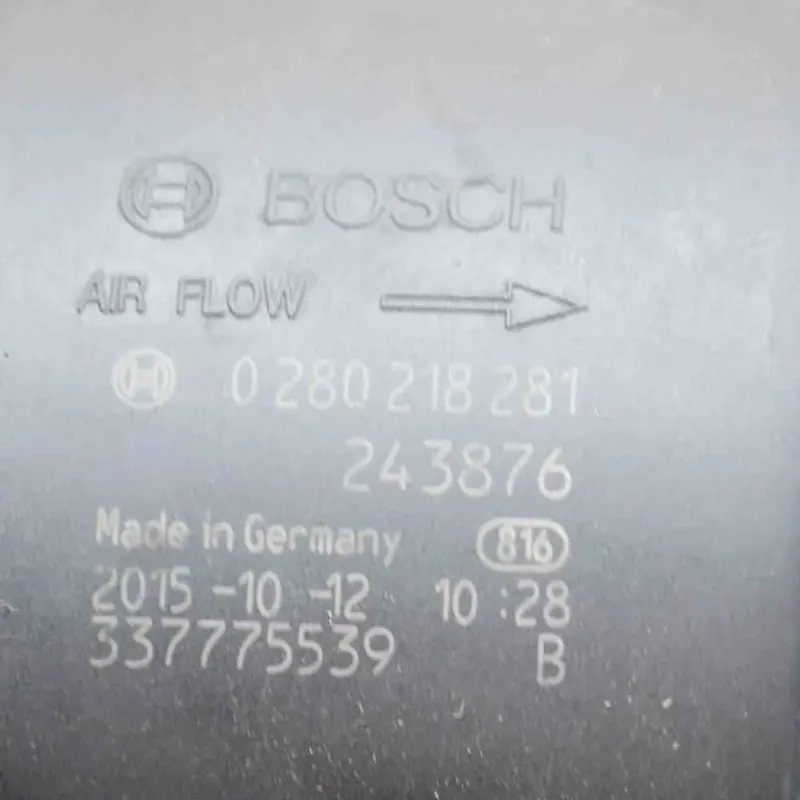 BOSCH
AIR FLOW
0 280 218 281
243876
Made in Germany 816
2015-10-12 10:28
337775539 B